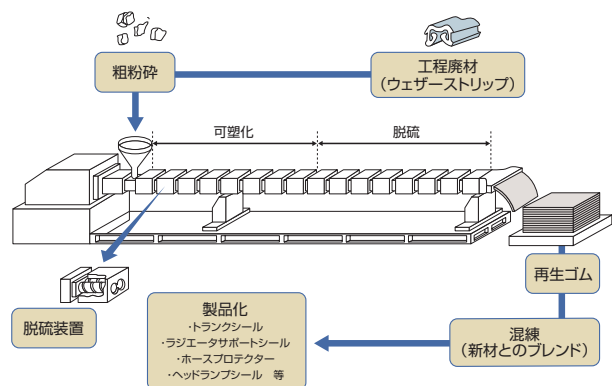 粗粉砕
工程廃材
（ウェザーストリップ）
可塑化
脱硫
再生ゴム
脱硫装置
製品化
・トランクシール
・ラジエータサポートシール
・ホースプロテクター
・ヘッドランプシール　等
混練
（新材とのブレンド）